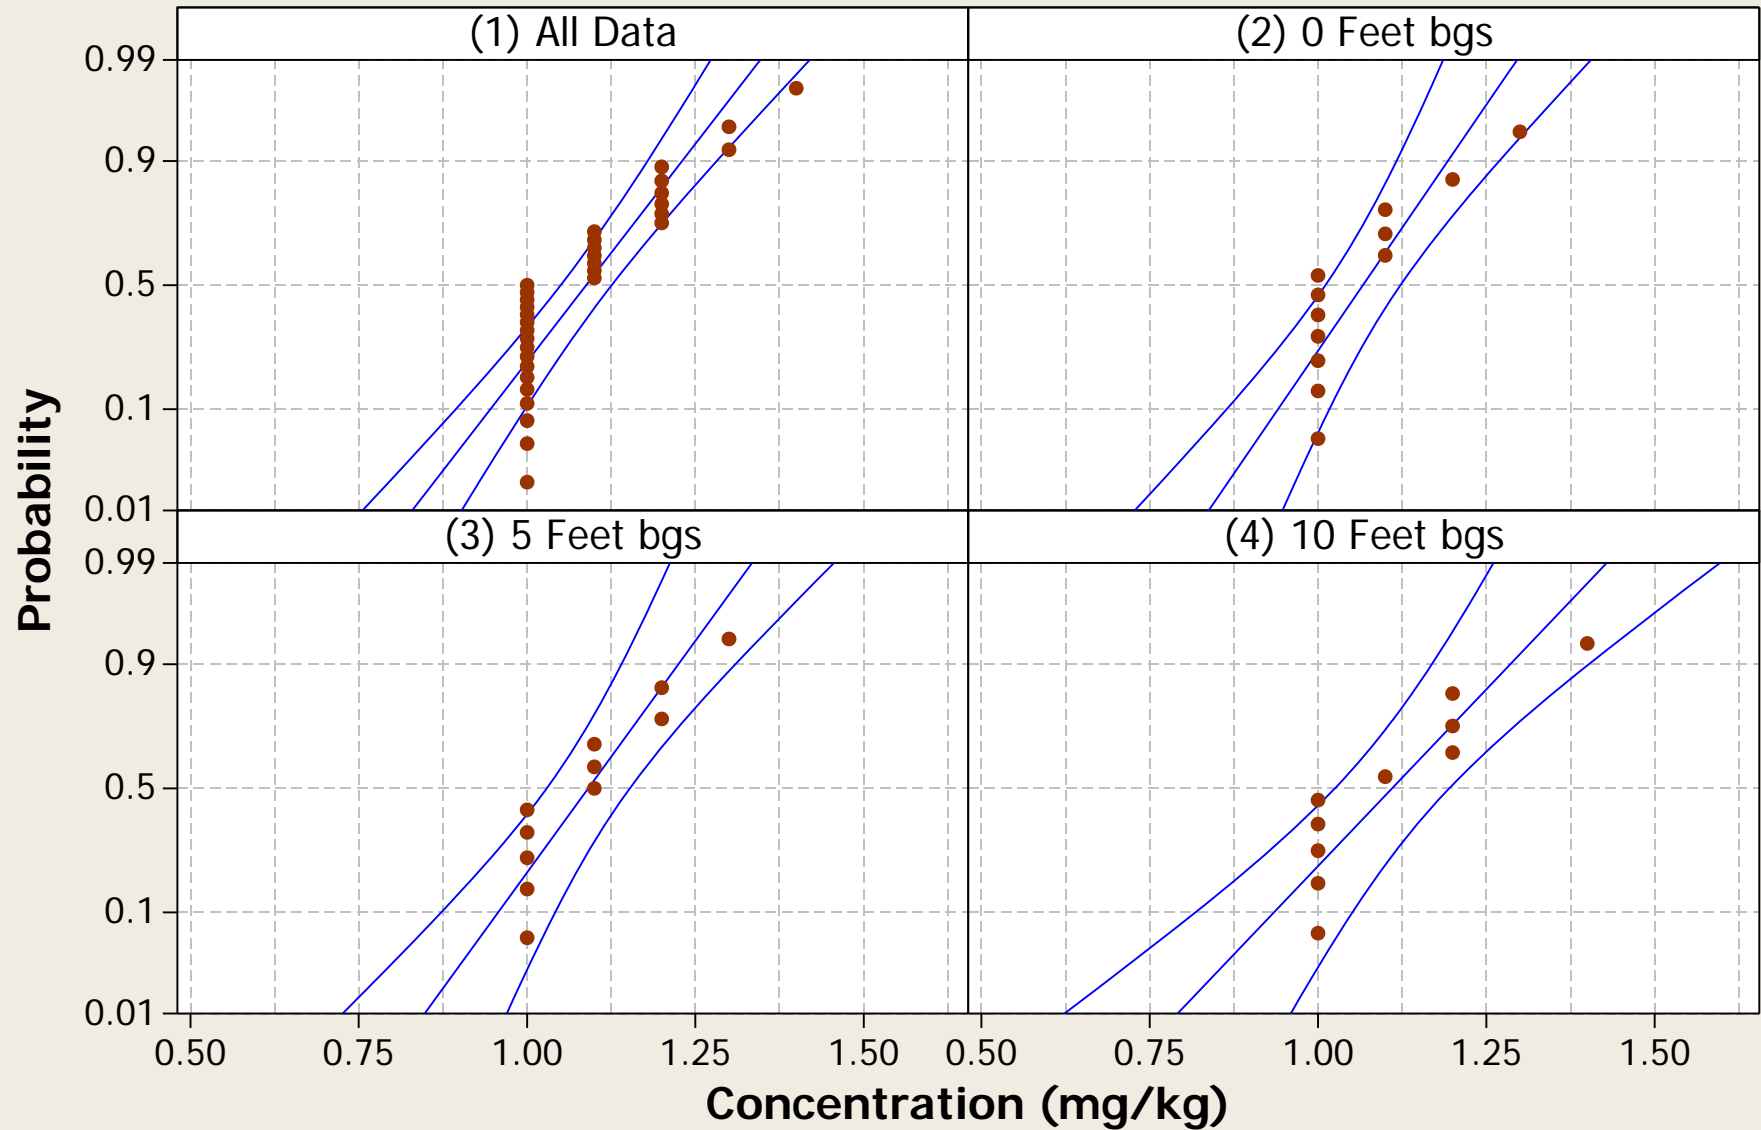 (1) All Data
(2) 0 Feet bgs
0.99
0.9
0.5
0.1
0.01
(3) 5 Feet bgs
(4) 10 Feet bgs
0.99
0.9
0.5
0.1
0.01
Probability
0.50 0.75 1.00 1.25 1.50 0.50 0.75 1.00 1.25 1.50
Concentration (mg/kg)